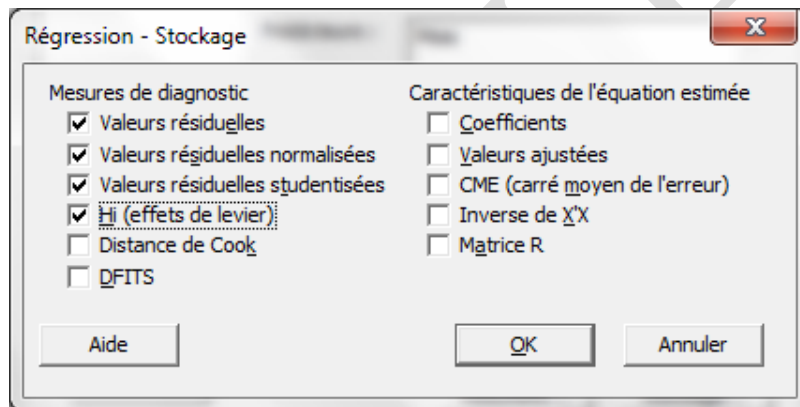 Régression - Stockage
Mesures de diagnostic
Valeurs résiduelles
Valeurs résiduelles normalisées
Valeurs résiduelles studentisées
Hi (effets de levier)
Distance de Cook
DFITS
Caractéristiques de l'équation estimée
Coefficients
Valeurs ajustées
CME (carré moyen de l'erreur)
Inverse de X'X
Matrice R
Aide
OK
Annuler